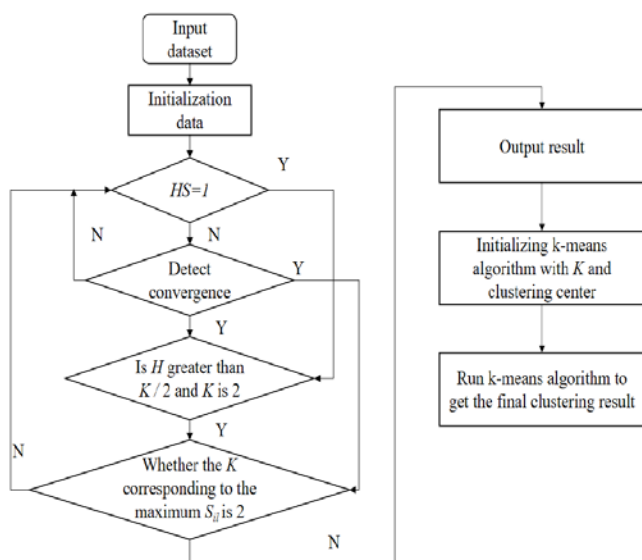 Input
dataset
Initialization
data
HS=1
Y
N
N
Detect
convergence
Y
Y
Is H greater than
K / 2 and K is 2
Y
N
Whether the K
corresponding to the
maximum Sil is 2
N
Output result
Initializing k-means
algorithm with K and
clustering center
Run k-means algorithm to
get the final clustering result